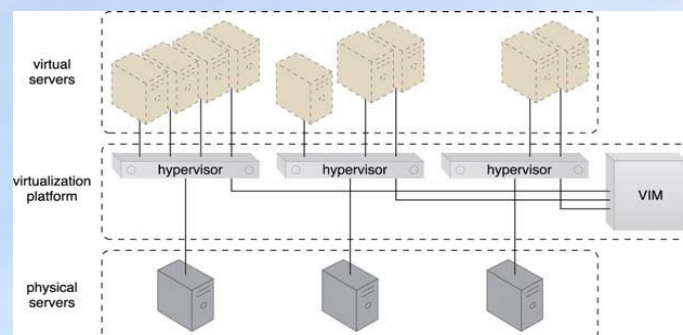 virtual
servers
hypervisor
hypervisor
hypervisor
virtualization
platform
VIM
physical
servers